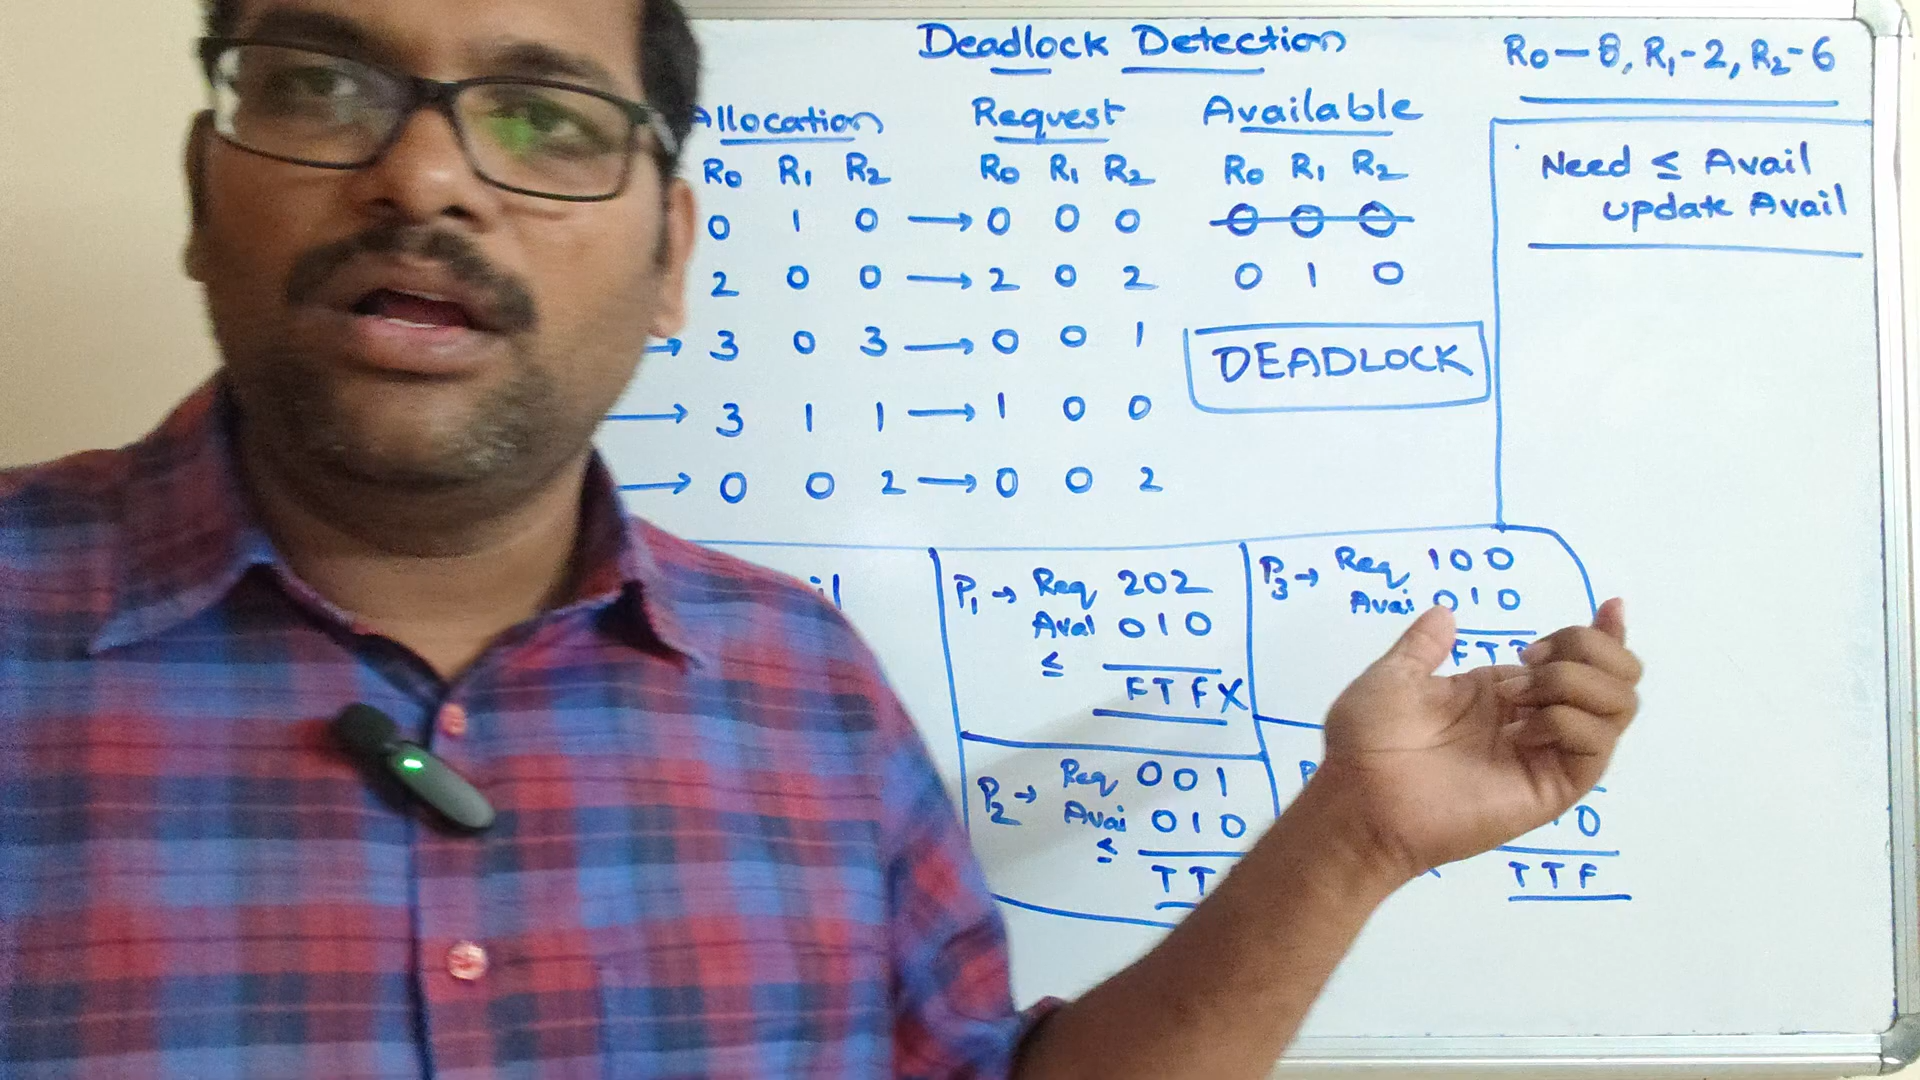 Deadlock Detection
R0 - 8, R1 - 2, R2 - 6
Allocation Request Available
R0 R1 R2 R0 R1 R2 R0 R1 R2
0 1 0 → 0 0 0 0 0 0
2 0 0 → 2 0 2 0 1 0
→ 3 0 3 → 0 0 1
→ 3 1 1 → 1 0 0
→ 0 0 2 → 0 0 2
DEADLOCK
Need ≤ Avail
update Avail
P1 → Req 202
Aval 010
≤
F T F X
P2 → Req 001
Avai 010
≤
T T
P3 → Req 100
Avai 010
F T
0
T T F